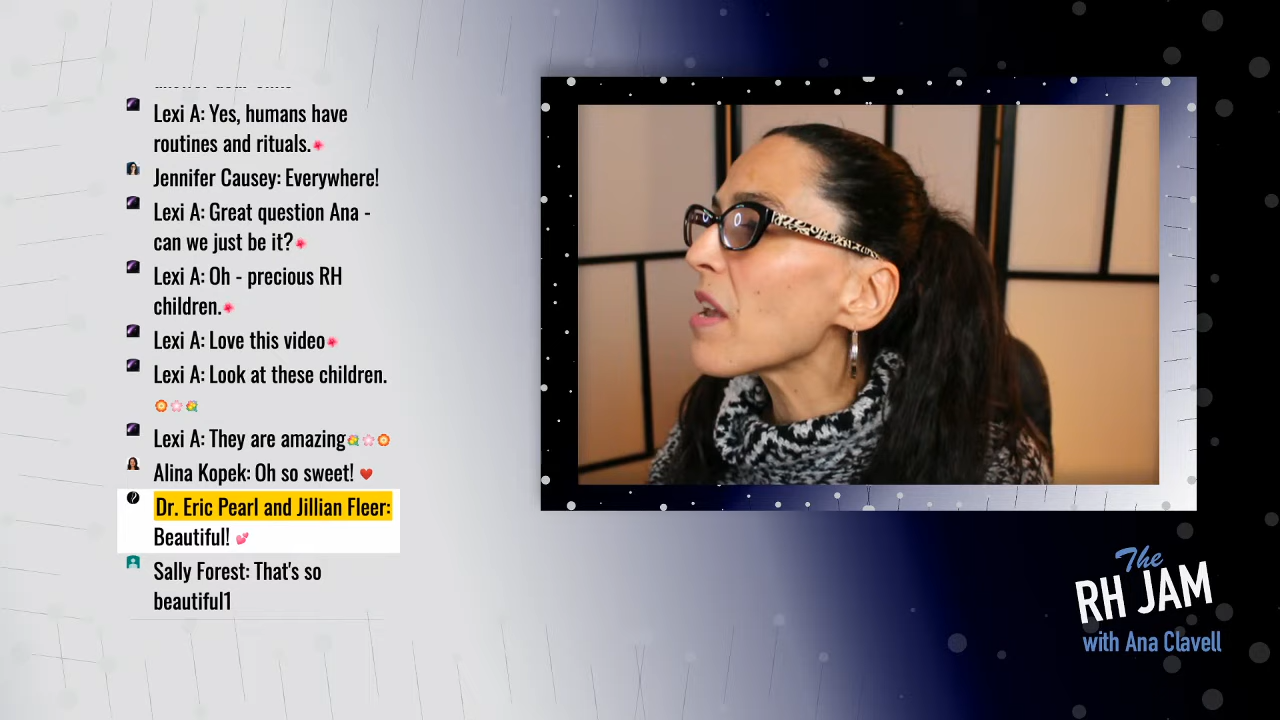 Lexi A: Yes, humans have
routines and rituals.
Jennifer Causey: Everywhere!
Lexi A: Great question Ana -
can we just be it?
Lexi A: Oh - precious RH
children.
Lexi A: Love this video
Lexi A: Look at these children.
Lexi A: They are amazing
Alina Kopek: Oh so sweet!
Dr. Eric Pearl and Jillian Fleer:
Beautiful!
Sally Forest: That's so
beautiful1
The
RH JAM
with Ana Clavell